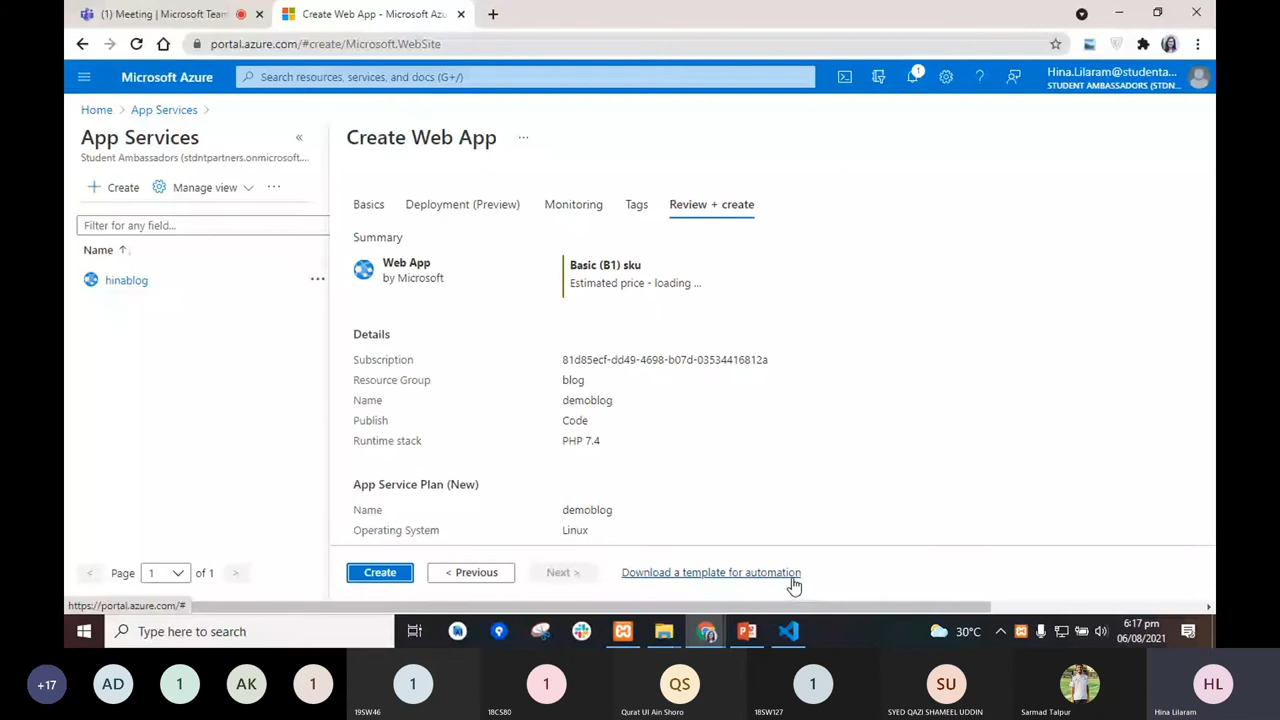 (1) Meeting | Microsoft Team
Create Web App - Microsoft Azu
portal.azure.com/#create/Microsoft.WebSite
Microsoft Azure
Search resources, services, and docs (G+/)
1
Hina.Lilaram@studenta...
STUDENT AMBASSADORS (STDN...
Home > App Services >
App Services
Student Ambassadors (stdntpartners.onmicrosoft....
+ Create
Manage view
...
Filter for any field...
Name ↑
hinablog
...
Page 1 of 1
https://portal.azure.com/#
Create Web App ...
Basics
Deployment (Preview)
Monitoring
Tags
Review + create
Summary
Web App
by Microsoft
Basic (B1) sku
Estimated price - loading ...
Details
Subscription 81d85ecf-dd49-4698-b07d-03534416812a
Resource Group blog
Name demoblog
Publish Code
Runtime stack PHP 7.4
App Service Plan (New)
Name demoblog
Operating System Linux
Create
< Previous
Next >
Download a template for automation
Type here to search
30°C
6:17 pm
06/08/2021
+17
AD
1
AK
1
1
19SW46
1
18CS80
QS
Qurat Ul Ain Shoro
1
18SW127
SU
SYED QAZI SHAMEEL UDDIN
Sarmad Talpur
HL
Hina Lilaram